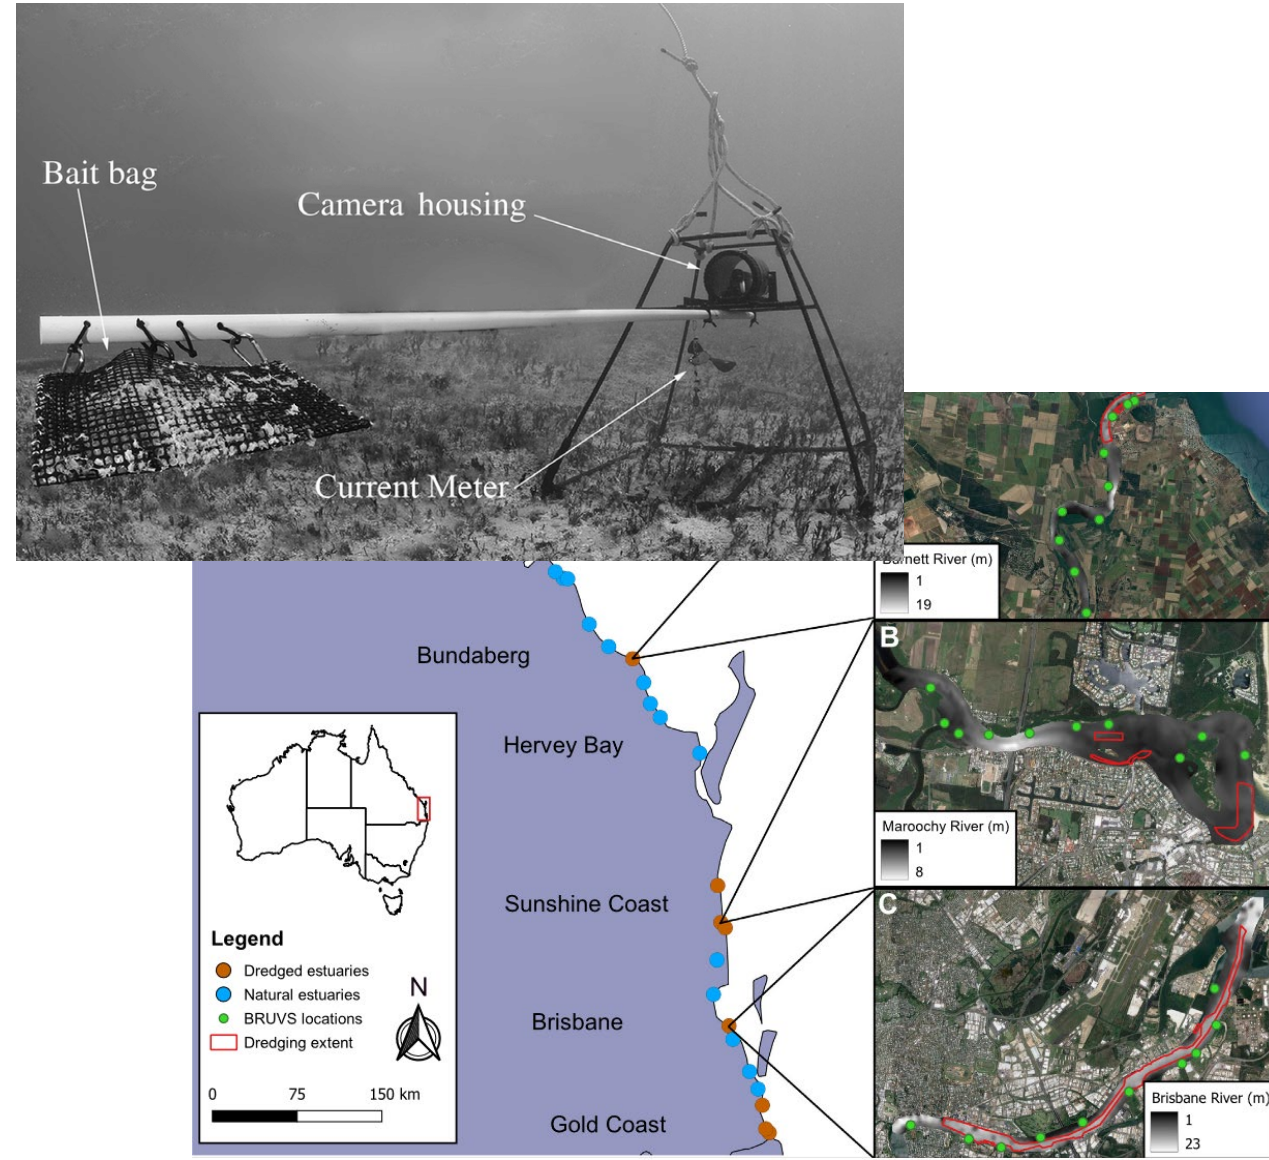 Bait bag
Camera housing
Current Meter
Bundaberg
Hervey Bay
Sunshine Coast
Brisbane
Gold Coast
Legend
Dredged estuaries
Natural estuaries
BRUVS locations
Dredging extent
N
0 75 150 km
River (m)
1
19
B
Maroochy River (m)
1
8
C
Brisbane River (m)
1
23